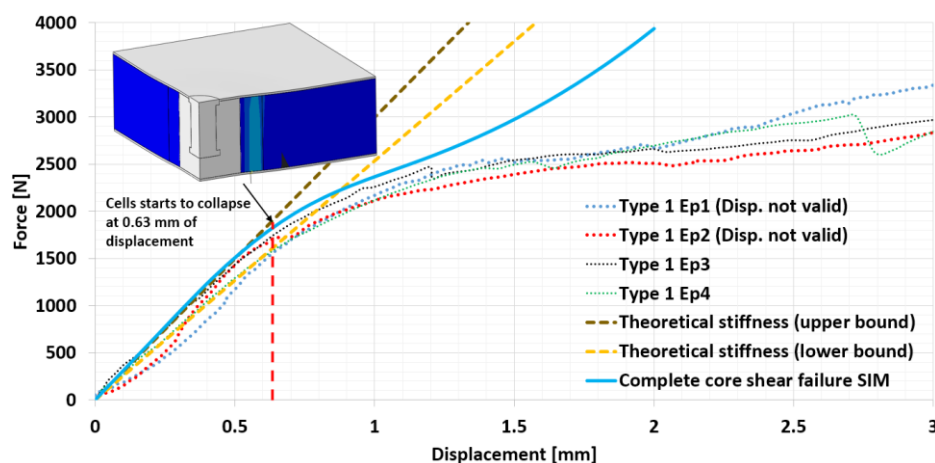 4000
3500
3000
2500
2000
1500
1000
500
0
Force [N]
Cells starts to collapse
at 0.63 mm of
displacement
Type 1 Ep1 (Disp. not valid)
Type 1 Ep2 (Disp. not valid)
Type 1 Ep3
Type 1 Ep4
Theoretical stiffness (upper bound)
Theoretical stiffness (lower bound)
Complete core shear failure SIM
0 0.5 1 1.5 2 2.5 3
Displacement [mm]